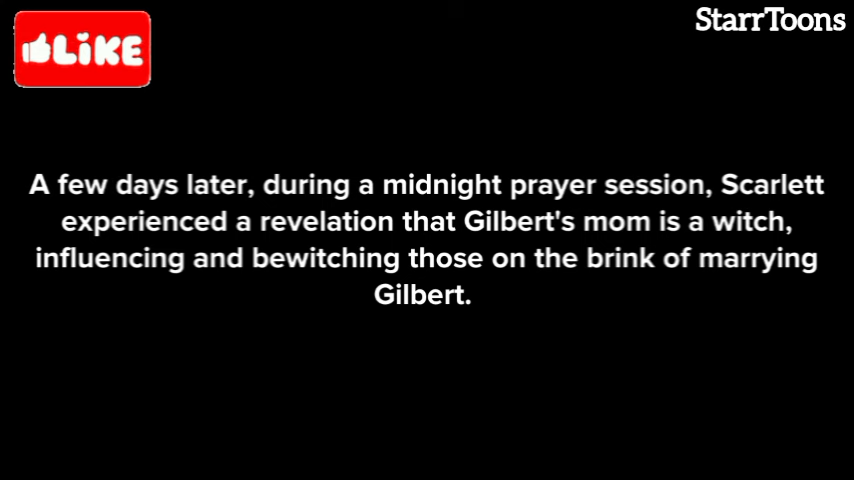 LIKE
StarrToons
A few days later, during a midnight prayer session, Scarlett
experienced a revelation that Gilbert's mom is a witch,
influencing and bewitching those on the brink of marrying
Gilbert.